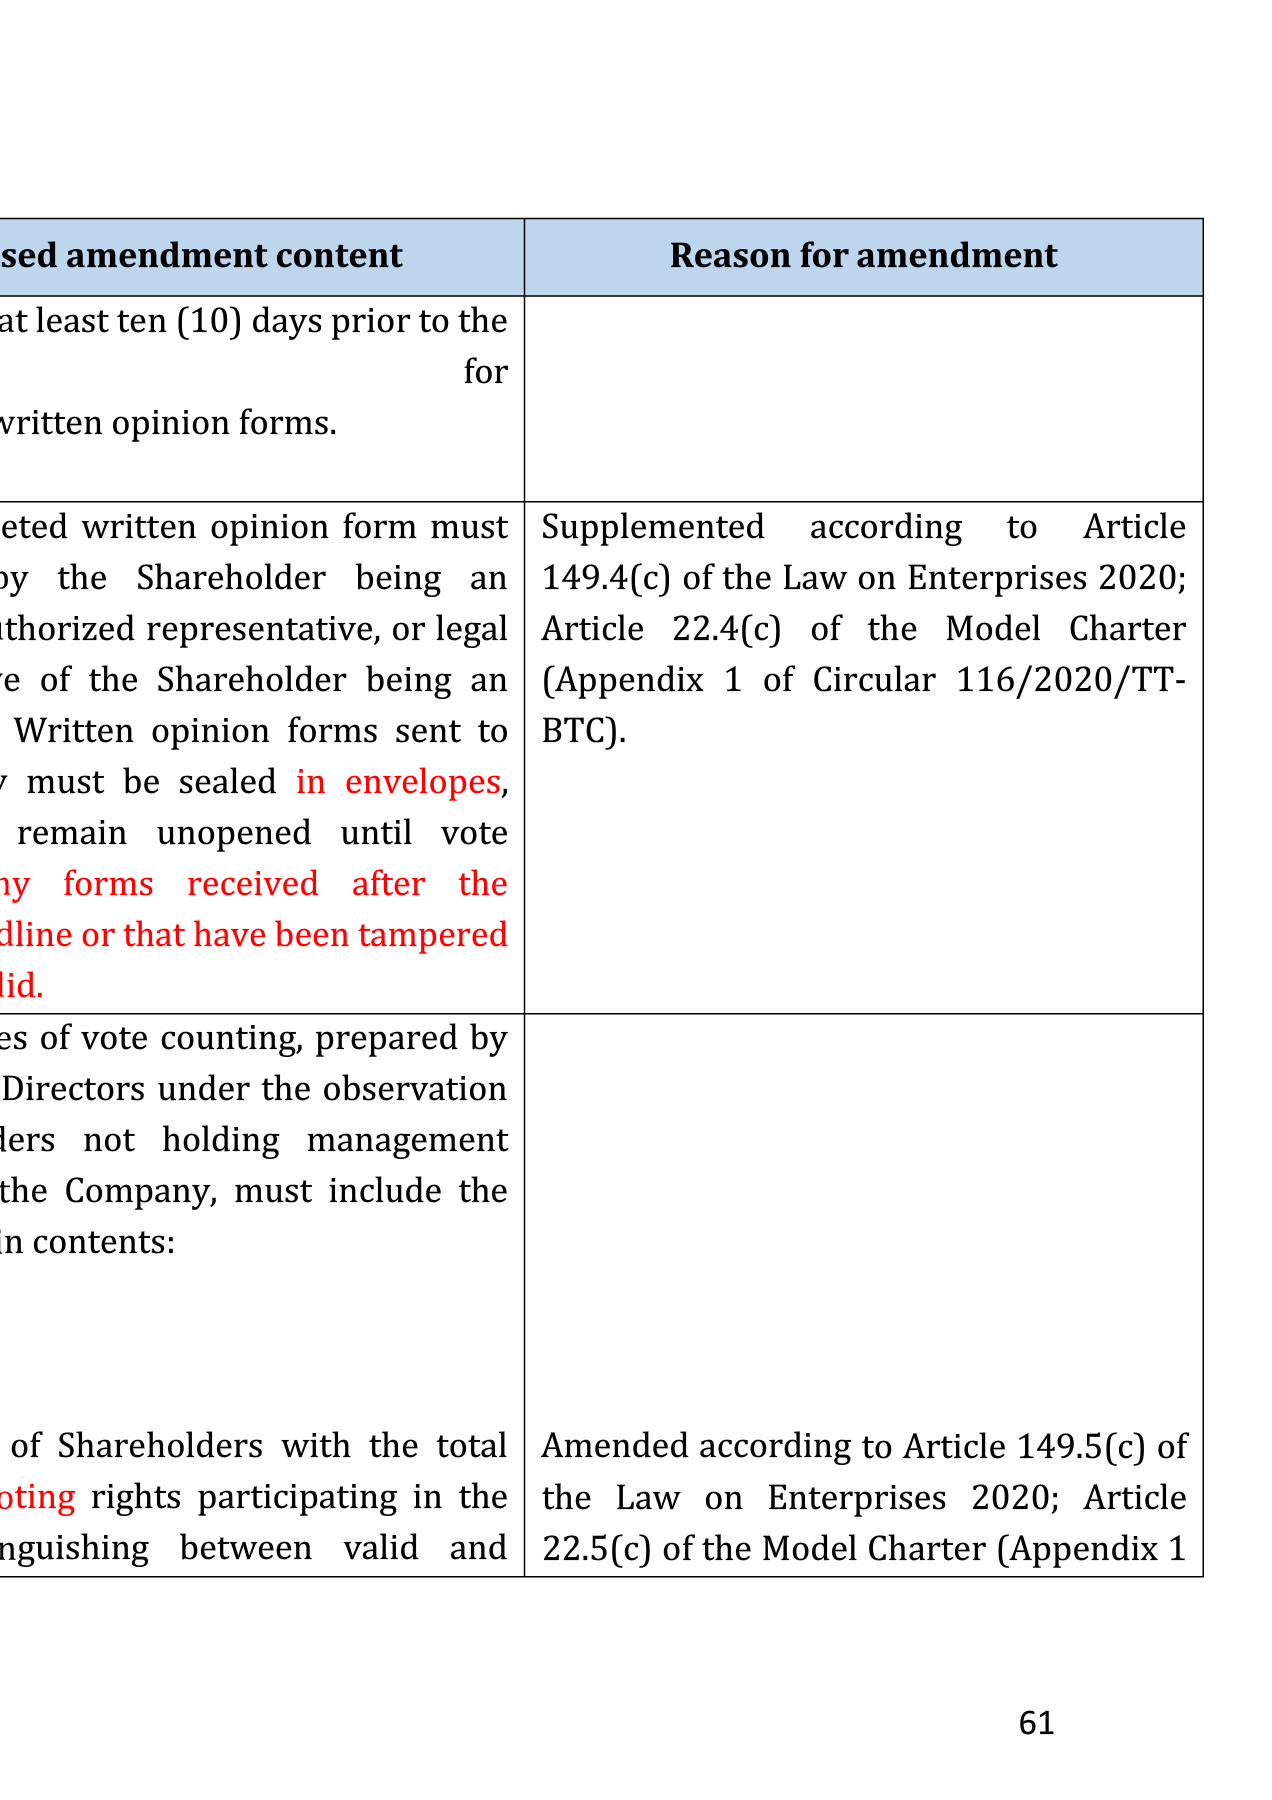 sed amendment content
Reason for amendment
at least ten (10) days prior to the
for
written opinion forms.
eted written opinion form must
by the Shareholder being an
uthorized representative, or legal
ve of the Shareholder being an
Written opinion forms sent to
y must be sealed in envelopes,
remain unopened until vote
ny forms received after the
dline or that have been tampered
lid.
Supplemented according to Article
149.4(c) of the Law on Enterprises 2020;
Article 22.4(c) of the Model Charter
(Appendix 1 of Circular 116/2020/TT-
BTC).
es of vote counting, prepared by
Directors under the observation
ders not holding management
the Company, must include the
in contents:
of Shareholders with the total
oting rights participating in the
nguishing between valid and
Amended according to Article 149.5(c) of
the Law on Enterprises 2020; Article
22.5(c) of the Model Charter (Appendix 1
61